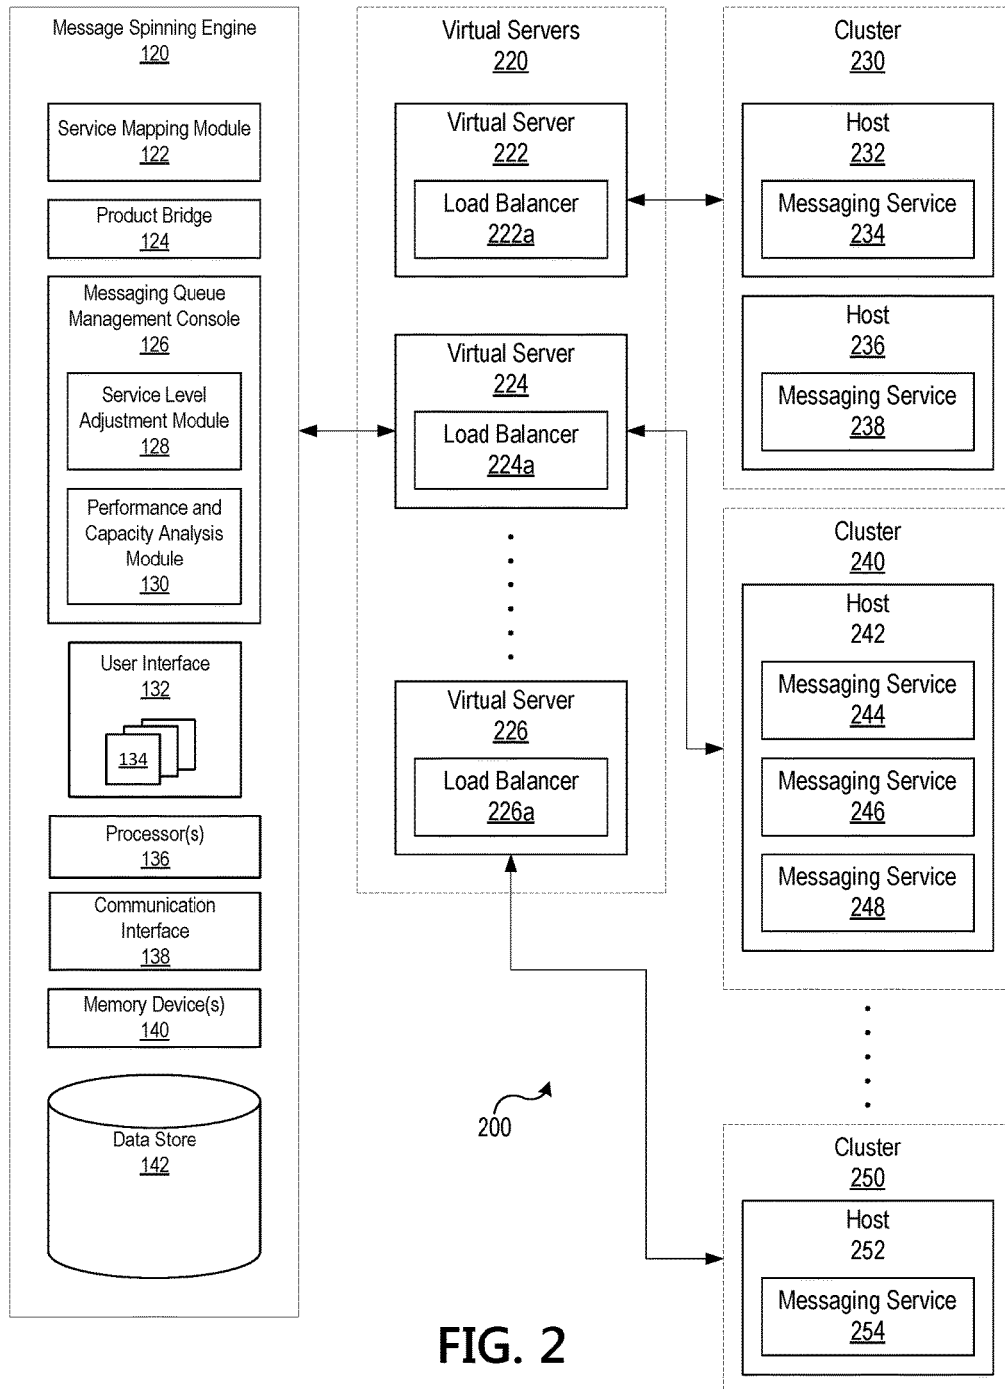 Message Spinning Engine
120
Service Mapping Module
122
Product Bridge
124
Messaging Queue
Management Console
126
Service Level
Adjustment Module
128
Performance and
Capacity Analysis
Module
130
User Interface
132
134
Processor(s)
136
Communication
Interface
138
Memory Device(s)
140
Data Store
142
Virtual Servers
220
Virtual Server
222
Load Balancer
222a
Virtual Server
224
Load Balancer
224a
Virtual Server
226
Load Balancer
226a
Cluster
230
Host
232
Messaging Service
234
Host
236
Messaging Service
238
Cluster
240
Host
242
Messaging Service
244
Messaging Service
246
Messaging Service
248
Cluster
250
Host
252
Messaging Service
254
200
FIG. 2